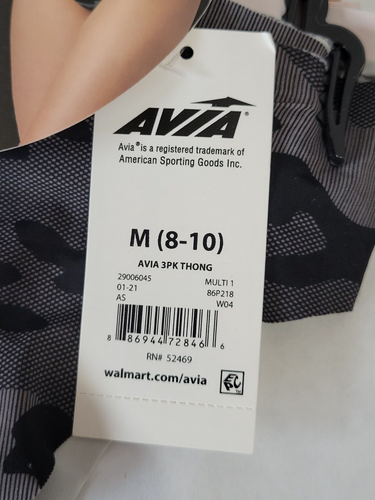 AVIA®
Avia® is a registered trademark of
American Sporting Goods Inc.
M (8-10)
AVIA 3PK THONG
29006045 MULTI 1
01-21 86P218
AS W04
8 86944 72846 6
RN# 52469
walmart.com/avia